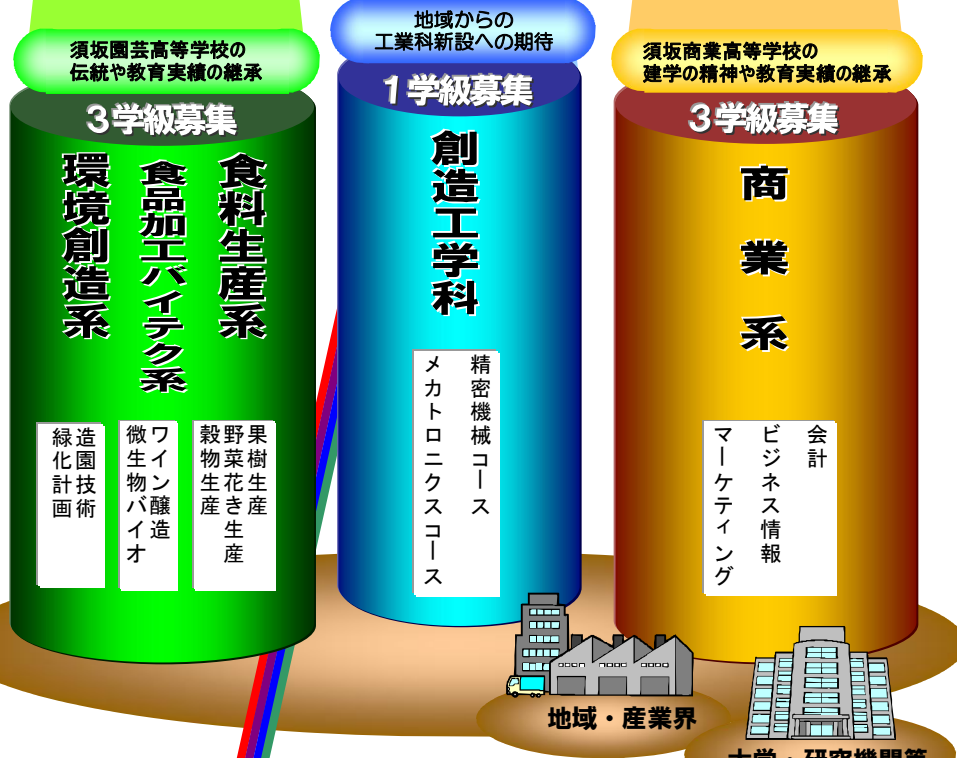 須坂園芸高等学校の
伝統や教育実績の継承
3学級募集
食料生産系
食品加工バイテク系
環境創造系
果樹生産
野菜花き生産
穀物生産
ワイン醸造
微生物バイオ
造園技術
緑化計画
地域からの
工業科新設への期待
1学級募集
創造工学科
精密機械コース
メカトロニクスコース
須坂商業高等学校の
建学の精神や教育実績の継承
3学級募集
商業系
会計
ビジネス情報
マーケティング
地域・産業界
大学・研究機関等